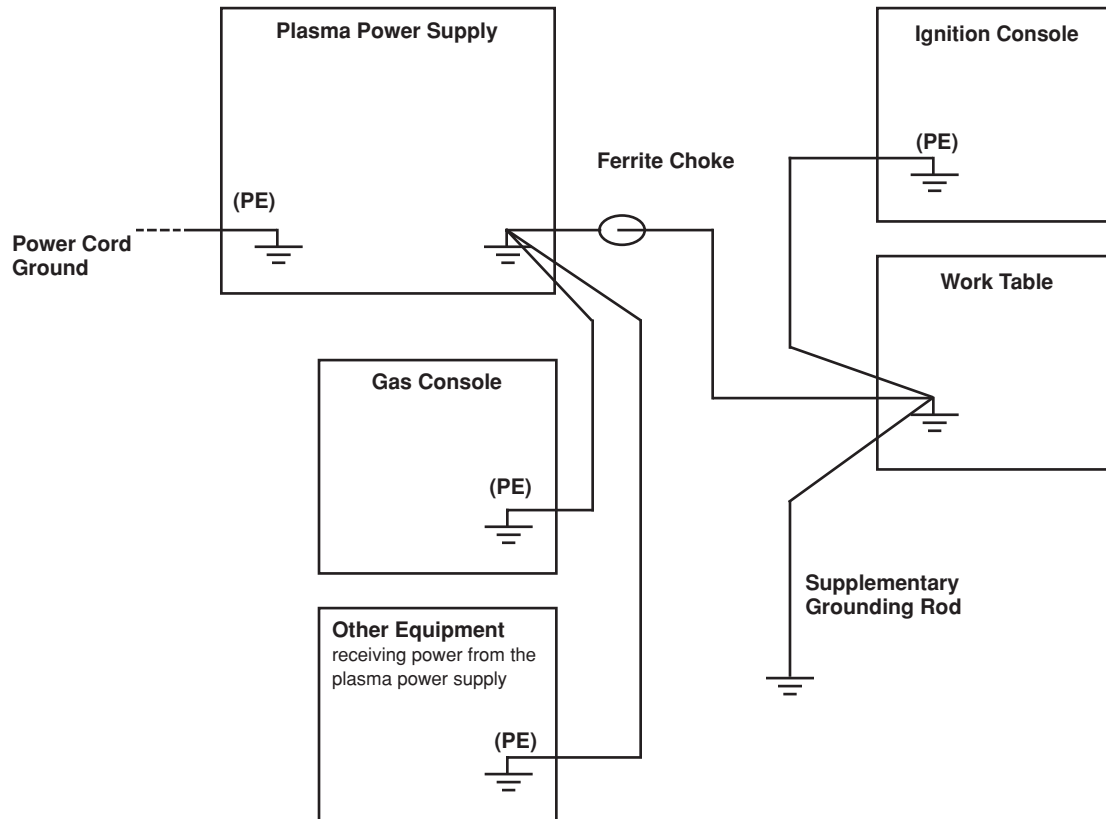 Plasma Power Supply
Ignition Console
(PE)
Ferrite Choke
(PE)
Power Cord
Ground
Work Table
Gas Console
(PE)
Supplementary
Grounding Rod
Other Equipment
receiving power from the
plasma power supply
(PE)